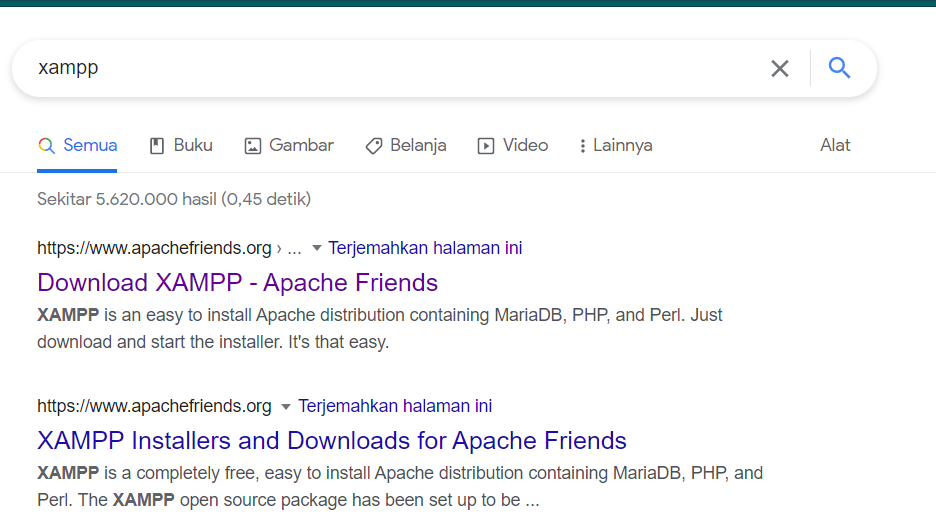 xampp
Semua Buku Gambar Belanja Video Lainnya Alat
Sekitar 5.620.000 hasil (0,45 detik)
https://www.apachefriends.org › ... Terjemahkan halaman ini
Download XAMPP - Apache Friends
XAMPP is an easy to install Apache distribution containing MariaDB, PHP, and Perl. Just
download and start the installer. It's that easy.
https://www.apachefriends.org Terjemahkan halaman ini
XAMPP Installers and Downloads for Apache Friends
XAMPP is a completely free, easy to install Apache distribution containing MariaDB, PHP, and
Perl. The XAMPP open source package has been set up to be ...